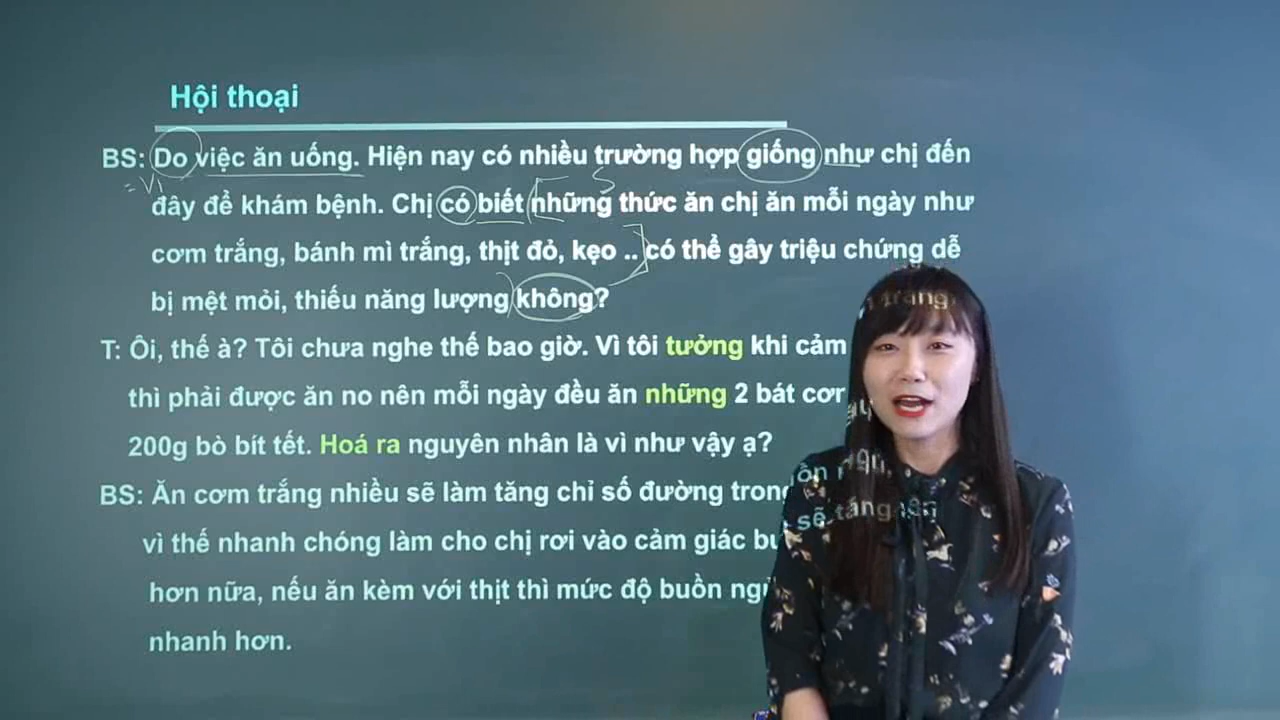 Hội thoại
BS: Do việc ăn uống. Hiện nay có nhiều trường hợp giống như chị đến
= Vì
đây để khám bệnh. Chị có biết những thức ăn chị ăn mỗi ngày như
cơm trắng, bánh mì trắng, thịt đỏ, kẹo .. có thể gây triệu chứng dễ
bị mệt mỏi, thiếu năng lượng không?
T: Ôi, thế à? Tôi chưa nghe thế bao giờ. Vì tôi tưởng khi cảm
thì phải được ăn no nên mỗi ngày đều ăn những 2 bát trắng,
200g bò bít tết. Hoá ra nguyên nhân là vì như vậy ạ?
BS: Ăn cơm trắng nhiều sẽ làm tăng chỉ số đường
vì thế nhanh chóng làm cho chị rơi vào cảm giác
hơn nữa, nếu ăn kèm với thịt thì mức độ buồn sẽ
nhanh hơn.